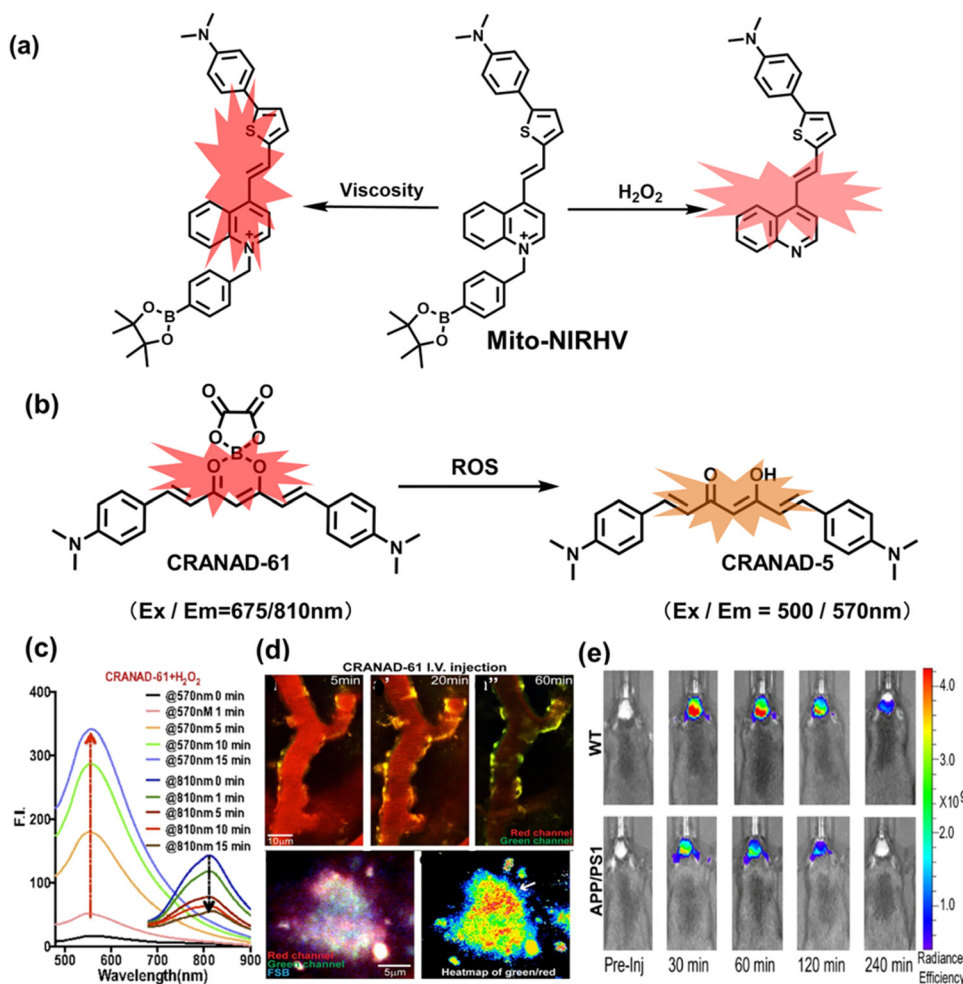 (a)
N
S
N
+
O
O
B
Viscosity
N
S
N
+
O
O
B
Mito-NIRHV
H₂O₂
N
S
N
(b)
O
O
O
O
B
O
O
N
N
CRANAD-61
(Ex / Em=675/810nm)
ROS
O
OH
N
N
CRANAD-5
(Ex / Em = 500 / 570nm)
(c)
CRANAD-61+H₂O₂
400
300
200
100
0
F.I.
@570nm 0 min
@570nM 1 min
@570nm 5 min
@570nm 10 min
@570nm 15 min
@810nm 0 min
@810nm 1 min
@810nm 5 min
@810nm 10 min
@810nm 15 min
500
600
700
800
900
Wavelength(nm)
(d)
CRANAD-61 I.V. injection
5min
20min
60min
10μm
Red channel
Green channel
Red channel
Green channel
FSB
5μm
Heatmap of green/red
(e)
WT
APP/PS1
Pre-Inj
30 min
60 min
120 min
240 min
4.0
3.0
2.0
1.0
Radiance
Efficiency